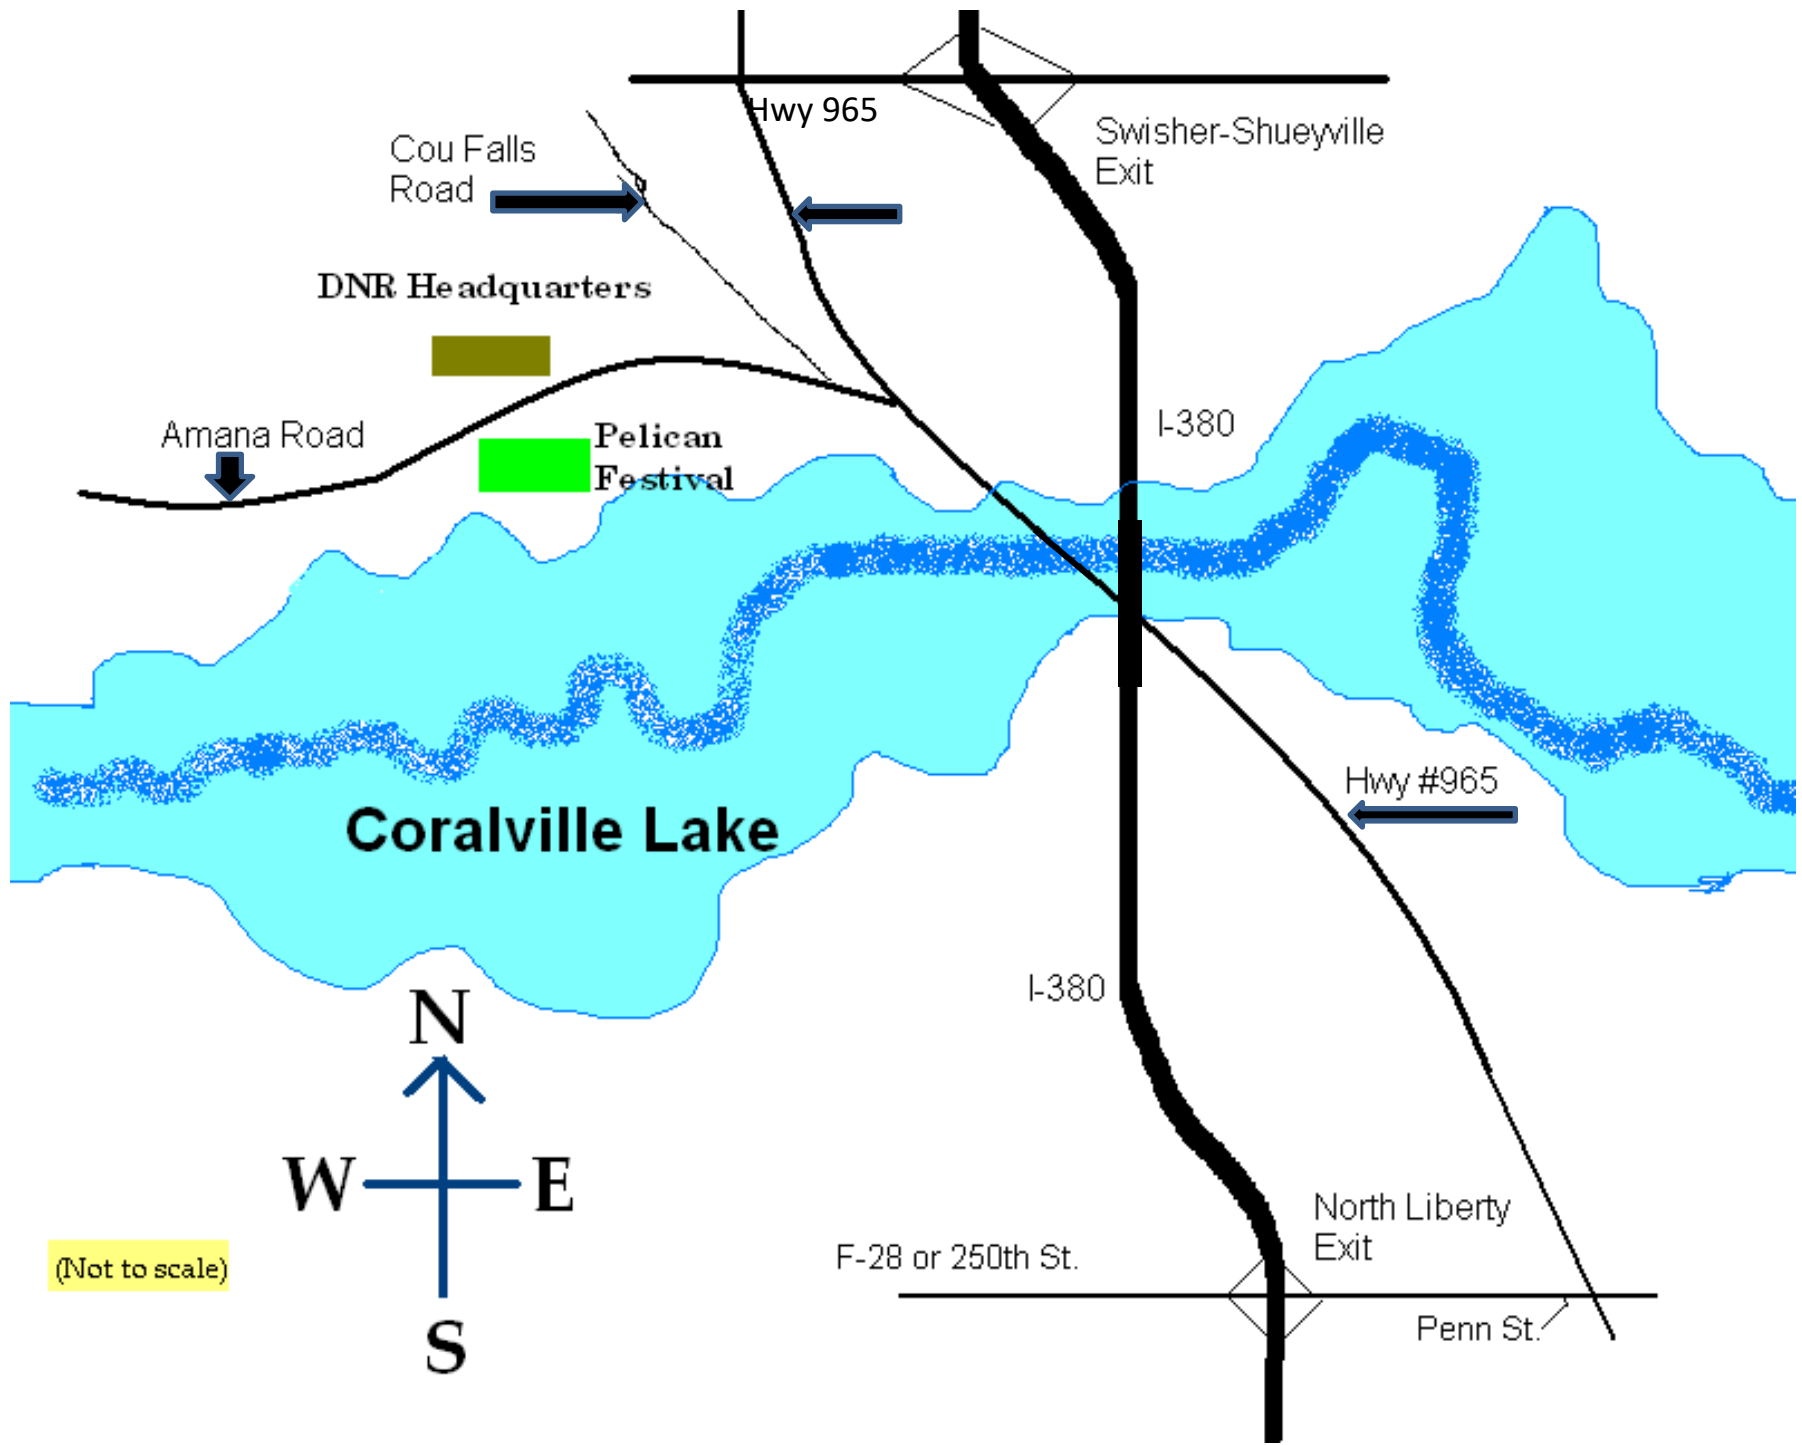 Hwy 965
Swisher-Shueyville
Exit
Cou Falls
Road
DNR Headquarters
I-380
Amana Road
Pelican
Festival
Hwy #965
Coralville Lake
I-380
N
W
E
S
North Liberty
Exit
F-28 or 250th St.
(Not to scale)
Penn St.